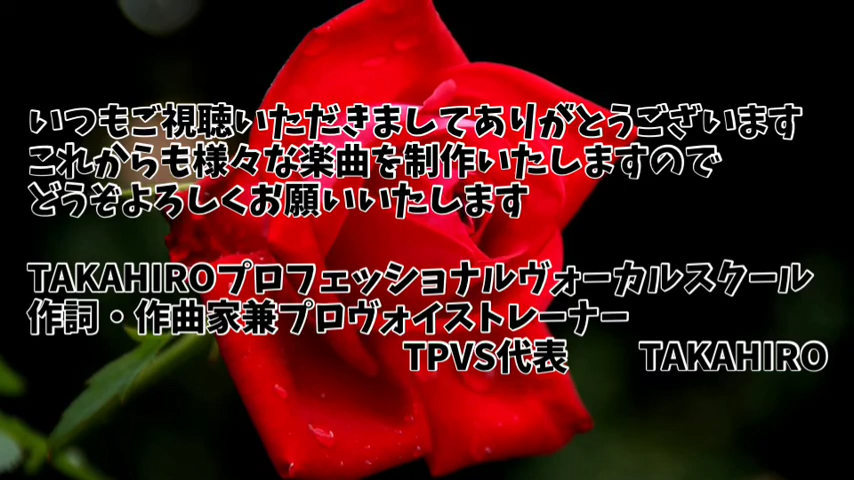 いつもご視聴いただきましてありがとうございます
これからも様々な楽曲を制作いたしますので
どうぞよろしくお願いいたします
TAKAHIROプロフェッショナルヴォーカルスクール
作詞・作曲家兼プロヴォイストレーナー
TPVS代表 TAKAHIRO